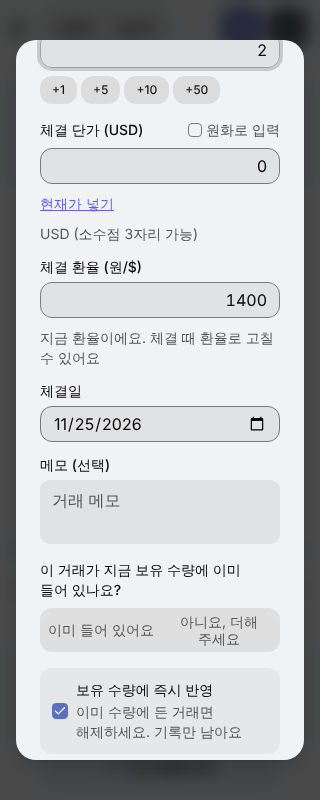 2
+1 +5 +10 +50
체결 단가 (USD) 원화로 입력
0
현재가 넣기
USD (소수점 3자리 가능)
체결 환율 (원/$)
1400
지금 환율이에요. 체결 때 환율로 고칠
수 있어요
체결일
11/25/2026
메모 (선택)
거래 메모
이 거래가 지금 보유 수량에 이미
들어 있나요?
이미 들어 있어요
아니요, 더해
주세요
보유 수량에 즉시 반영
이미 수량에 든 거래면
해제하세요. 기록만 남아요